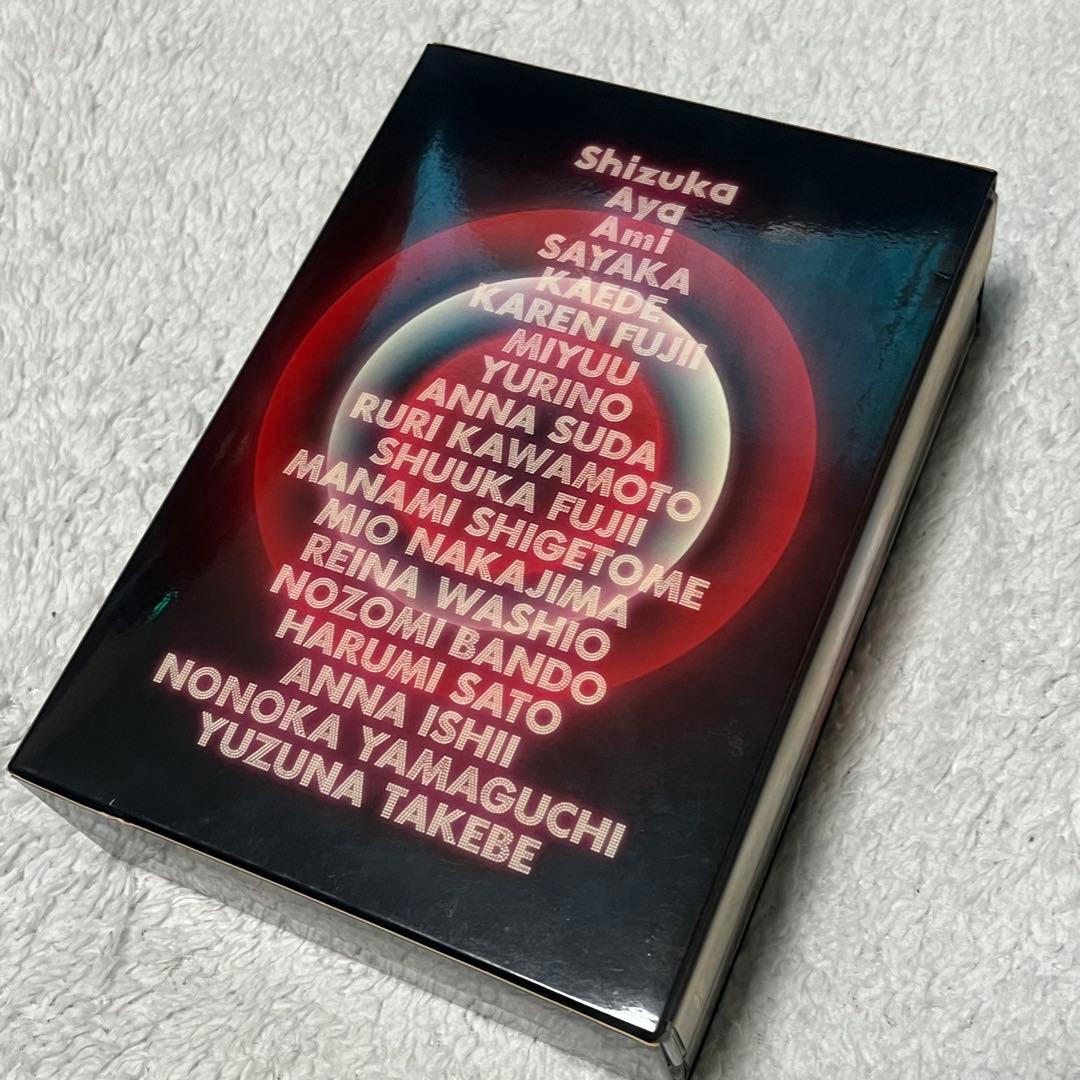 Shizuka
Aya
Ami
SAYAKA
KAEDE
KAREN FUJII
MIYUU
YURINO
ANNA SUDA
RURI KAWAMOTO
SHUUKA FUJII
MANAMI SHIGETOME
MIO NAKAJIMA
REINA WASHIO
NOZOMI BANDO
HARUMI SATO
ANNA ISHII
NONOKA YAMAGUCHI
YUZUNA TAKEBE